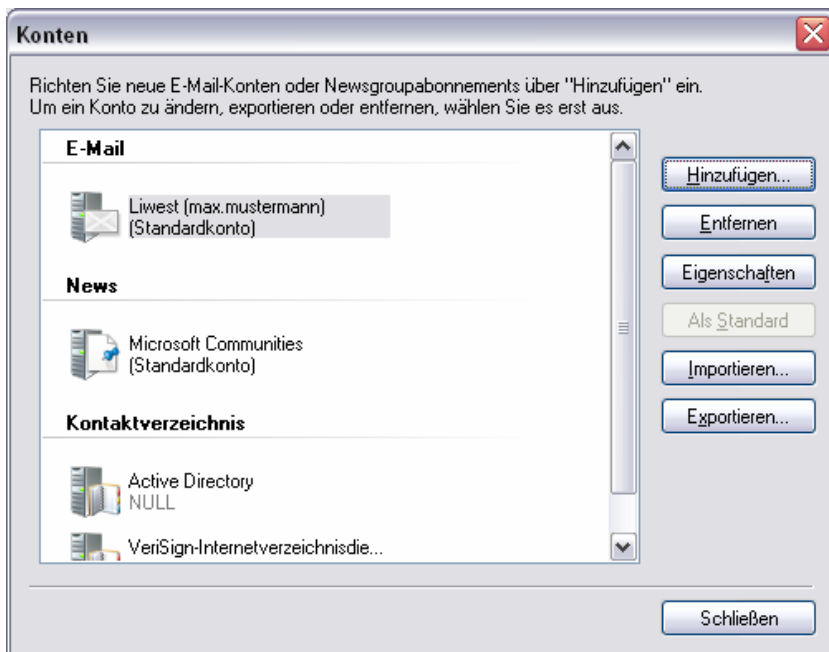 Konten
Richten Sie neue E-Mail-Konten oder Newsgroupabonnements über "Hinzufügen" ein.
Um ein Konto zu ändern, exportieren oder entfernen, wählen Sie es erst aus.
E-Mail
Liwest (max.mustermann)
(Standardkonto)
News
Microsoft Communities
(Standardkonto)
Kontaktverzeichnis
Active Directory
NULL
VeriSign-Internetverzeichnisdie...
Hinzufügen...
Entfernen
Eigenschaften
Als Standard
Importieren...
Exportieren...
Schließen